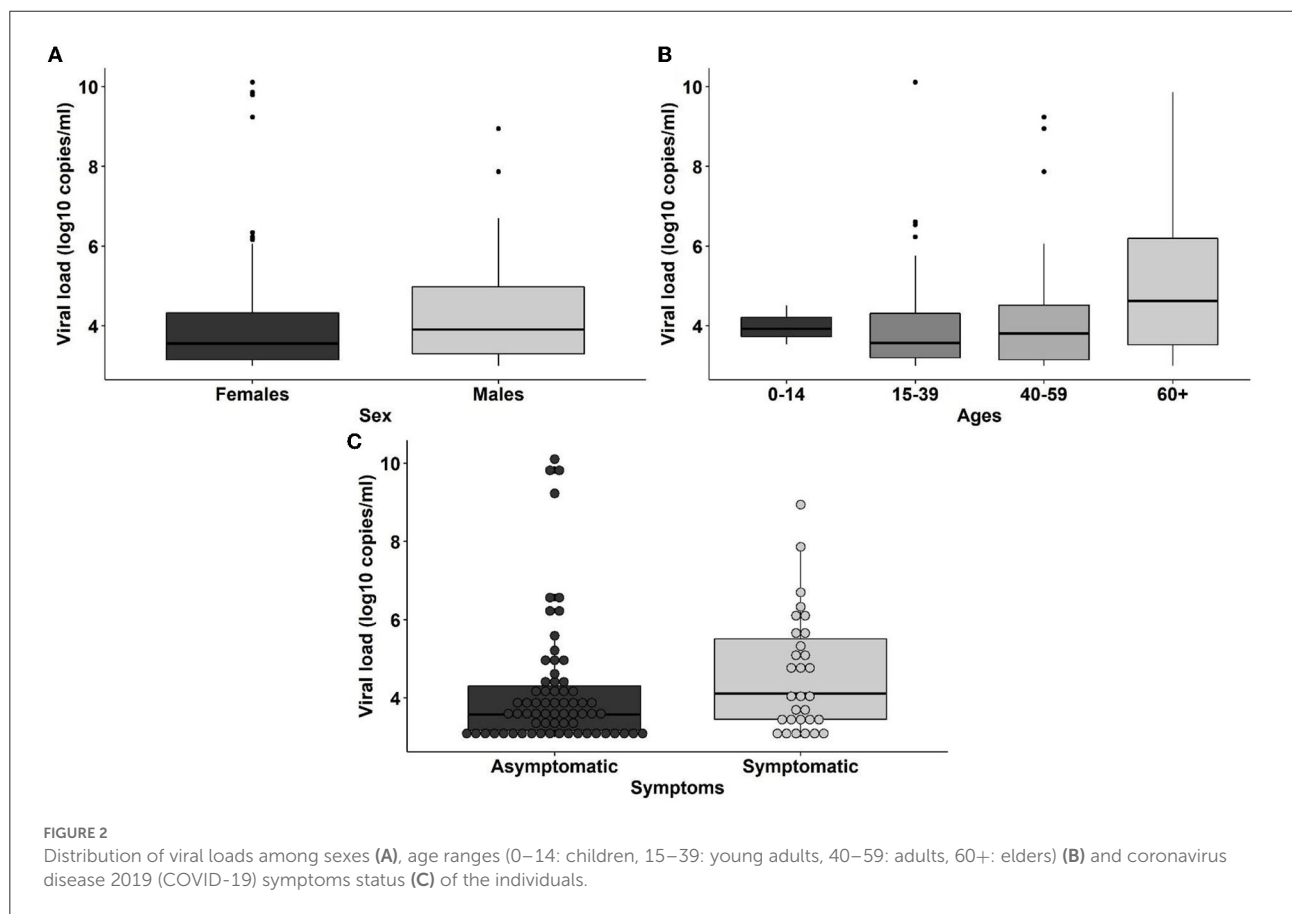 A
Viral load (log10 copies/ml)
10
8
6
4
Females
Males
Sex
B
Viral load (log10 copies/ml)
10
8
6
4
0-14
15-39
40-59
60+
Ages
C
Viral load (log10 copies/ml)
10
8
6
4
Asymptomatic
Symptomatic
Symptoms
FIGURE 2
Distribution of viral loads among sexes (A), age ranges (0–14: children, 15–39: young adults, 40–59: adults, 60+: elders) (B) and coronavirus
disease 2019 (COVID-19) symptoms status (C) of the individuals.